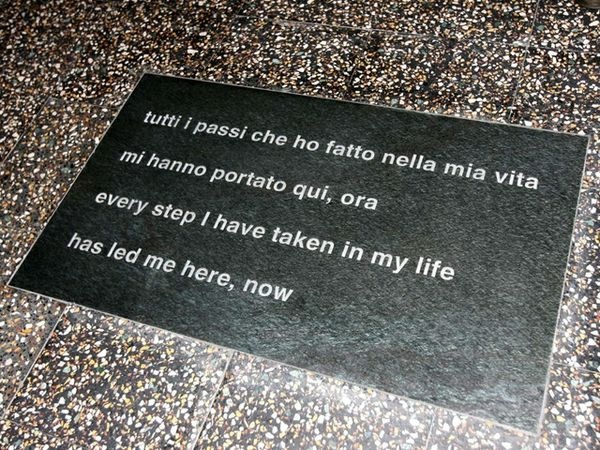 tutti i passi che ho fatto nella mia vita
mi hanno portato qui, ora
every step I have taken in my life
has led me here, now